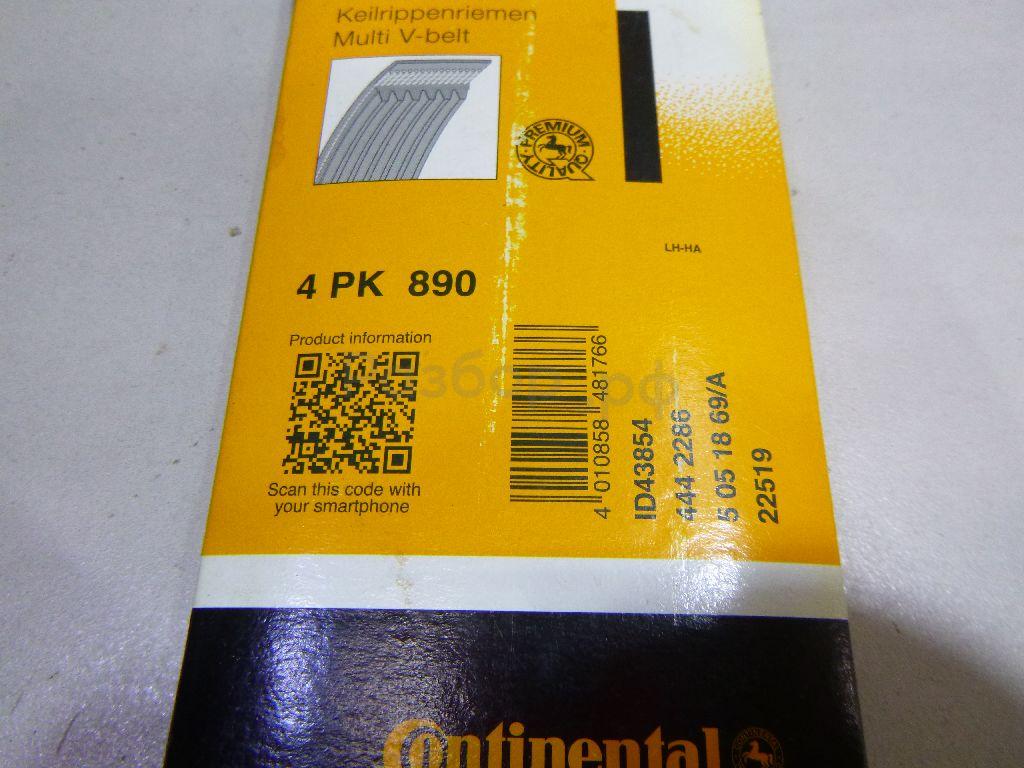 Keilrippenriemen
Multi V-belt
PREMIUM QUALITY
LH-HA
4 PK 890
Product information
Scan this code with
your smartphone
4 010858 481766
ID43854
444 2286
5 05 18 69/A
22519
Continental